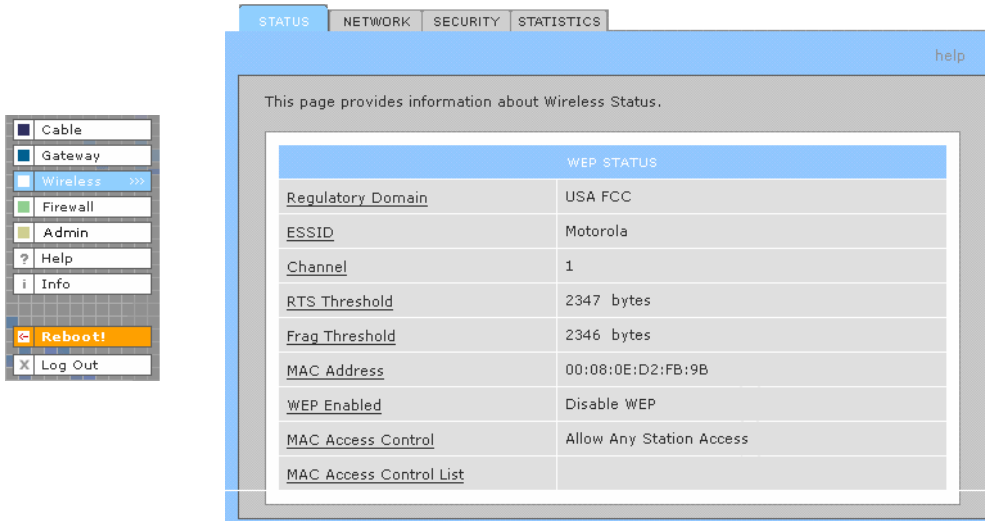 STATUS NETWORK SECURITY STATISTICS
help
This page provides information about Wireless Status.
Cable
Gateway
Wireless >>>
Firewall
Admin
? Help
i Info
Reboot!
X Log Out
WEP STATUS
Regulatory Domain USA FCC
ESSID Motorola
Channel 1
RTS Threshold 2347 bytes
Frag Threshold 2346 bytes
MAC Address 00:08:0E:D2:FB:9B
WEP Enabled Disable WEP
MAC Access Control Allow Any Station Access
MAC Access Control List